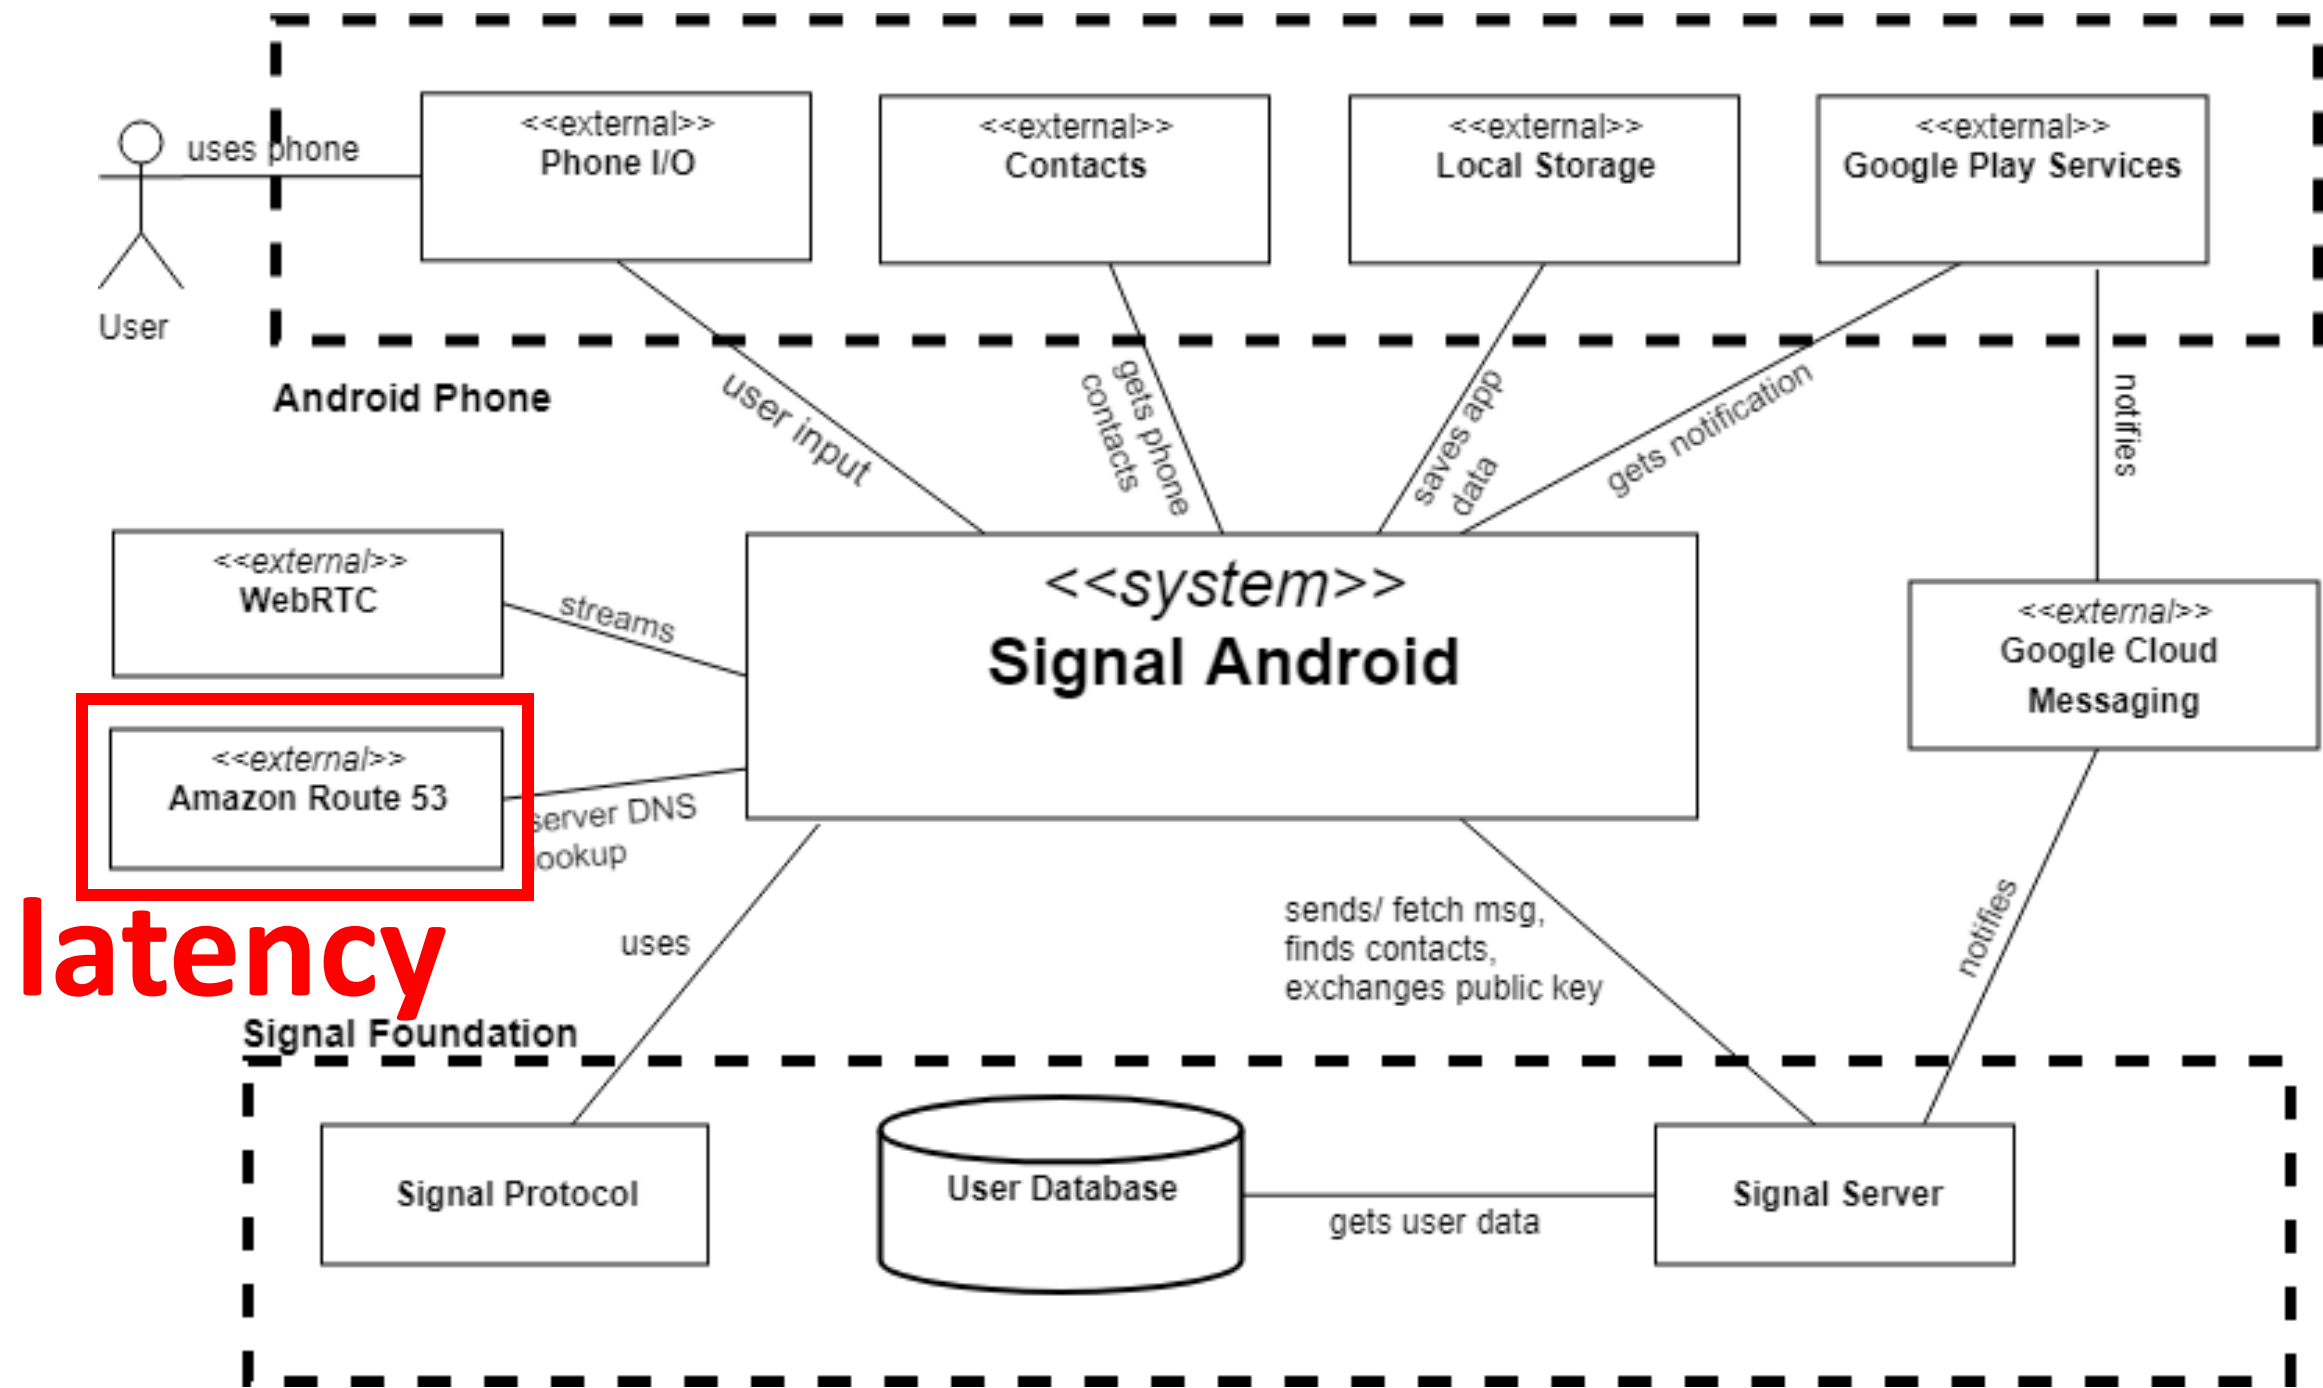 <<external>>
Phone I/O
<<external>>
Contacts
<<external>>
Local Storage
<<external>>
Google Play Services
uses phone
User
Android Phone
user input
gets phone
contacts
saves app
data
gets notification
notifies
<<external>>
WebRTC
streams
<<system>>
Signal Android
<<external>>
Google Cloud
Messaging
<<external>>
Amazon Route 53
server DNS
lookup
latency
uses
sends/ fetch msg,
finds contacts,
exchanges public key
notifies
Signal Foundation
Signal Protocol
User Database
gets user data
Signal Server